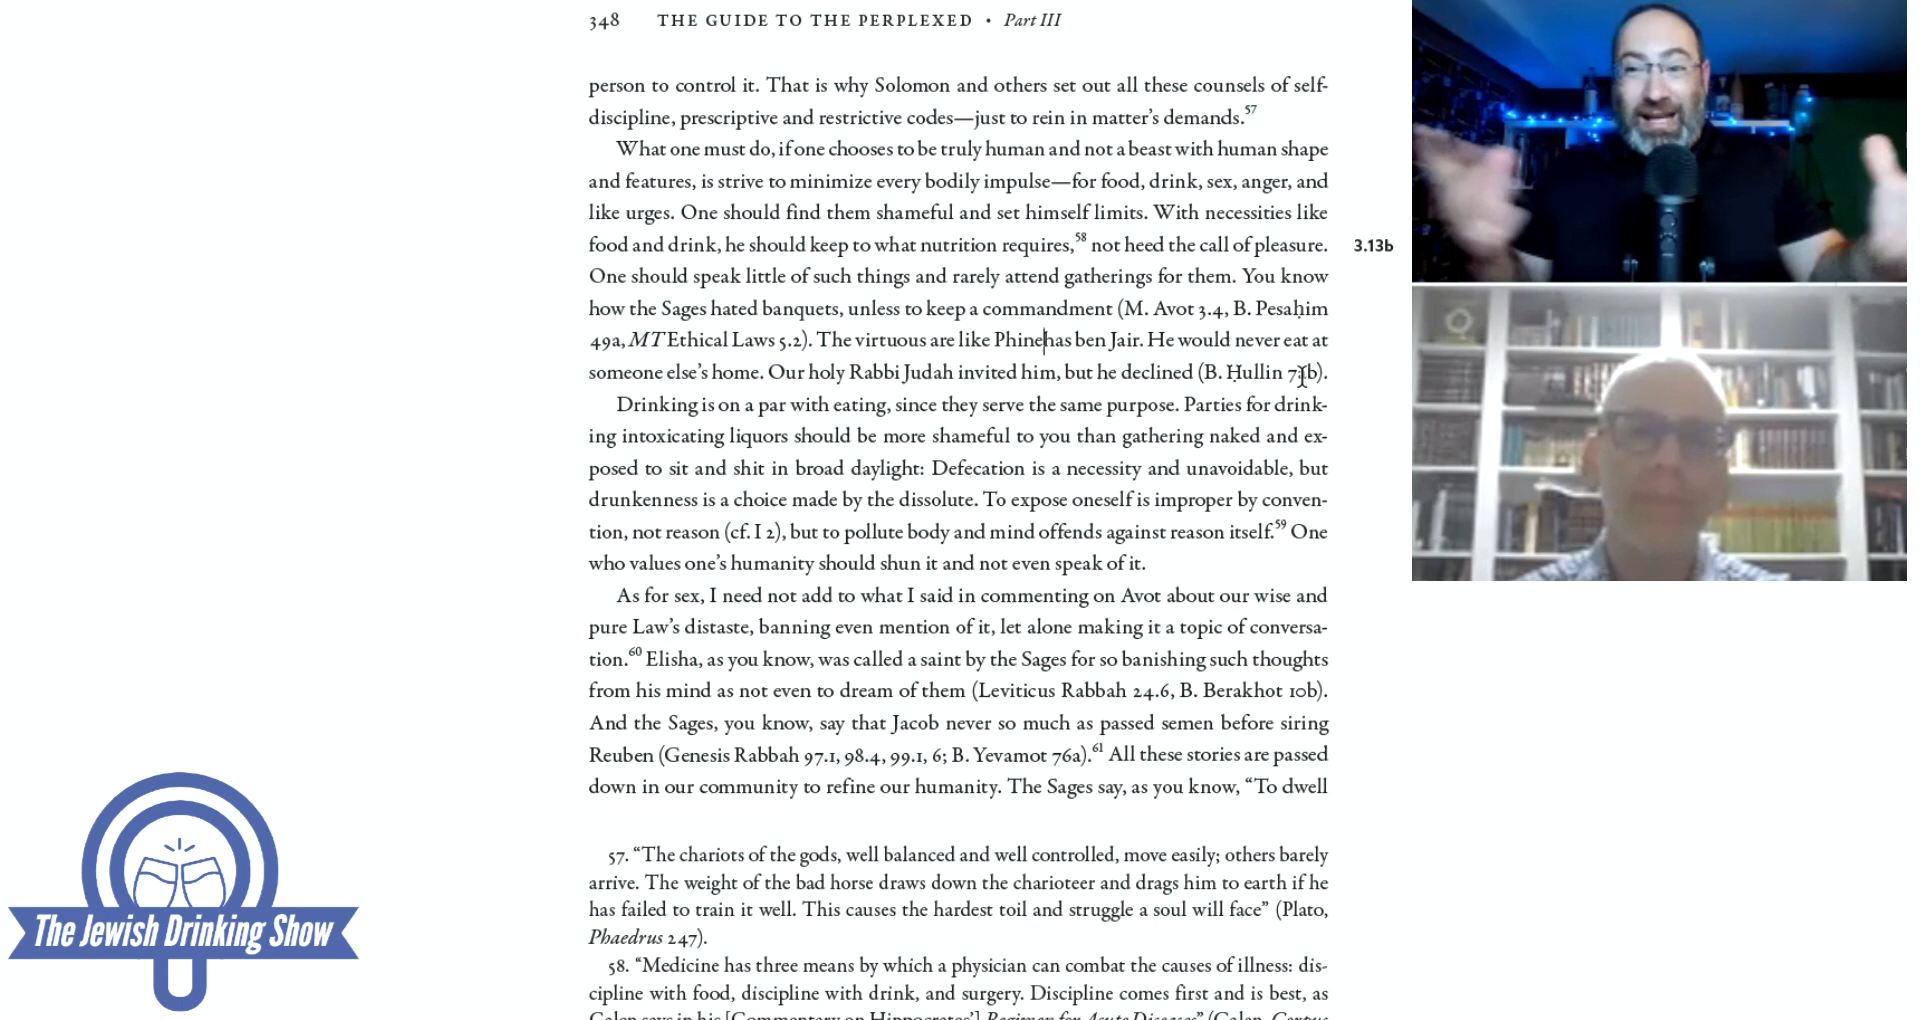 348 THE GUIDE TO THE PERPLEXED • Part III
person to control it. That is why Solomon and others set out all these counsels of self-
discipline, prescriptive and restrictive codes—just to rein in matter’s demands.57
What one must do, if one chooses to be truly human and not a beast with human shape
and features, is strive to minimize every bodily impulse—for food, drink, sex, anger, and
like urges. One should find them shameful and set himself limits. With necessities like
food and drink, he should keep to what nutrition requires,58 not heed the call of pleasure. 3.13b
One should speak little of such things and rarely attend gatherings for them. You know
how the Sages hated banquets, unless to keep a commandment (M. Avot 3.4, B. Pesaḥim
49a, MT Ethical Laws 5.2). The virtuous are like Phinehas ben Jair. He would never eat at
someone else’s home. Our holy Rabbi Judah invited him, but he declined (B. Ḥullin
Drinking is on a par with eating, since they serve the same purpose. Parties for drink-
ing intoxicating liquors should be more shameful to you than gathering naked and ex-
posed to sit and shit in broad daylight: Defecation is a necessity and unavoidable, but
drunkenness is a choice made by the dissolute. To expose oneself is improper by conven-
tion, not reason (cf. I 2), but to pollute body and mind offends against reason itself.59 One
who values one’s humanity should shun it and not even speak of it.
As for sex, I need not add to what I said in commenting on Avot about our wise and
pure Law’s distaste, banning even mention of it, let alone making it a topic of conversa-
tion.60 Elisha, as you know, was called a saint by the Sages for so banishing such thoughts
from his mind as not even to dream of them (Leviticus Rabbah 24.6, B. Berakhot 10b).
And the Sages, you know, say that Jacob never so much as passed semen before siring
Reuben (Genesis Rabbah 97.1, 98.4, 99.1, 6; B. Yevamot 76a).61 All these stories are passed
down in our community to refine our humanity. The Sages say, as you know, “To dwell
57. “The chariots of the gods, well balanced and well controlled, move easily; others barely
arrive. The weight of the bad horse draws down the charioteer and drags him to earth if he
has failed to train it well. This causes the hardest toil and struggle a soul will face” (Plato,
Phaedrus 247).
58. “Medicine has three means by which a physician can combat the causes of illness: dis-
cipline with food, discipline with drink, and surgery. Discipline comes first and is best, as
Galen says in his [Commentary on Hippocrates’] Regimen for Acute Diseases” (Galen, Corpus
The Jewish Drinking Show